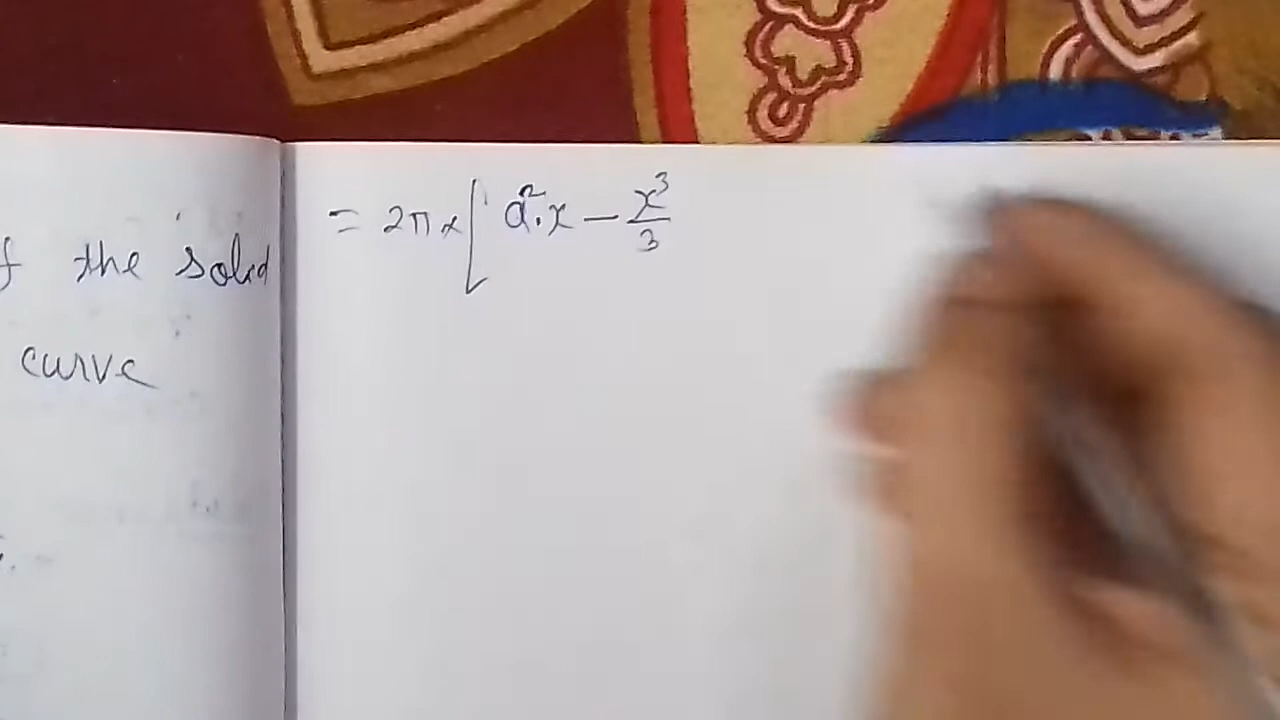 f the solid
curve
= 2π × [ a².x − x³/3